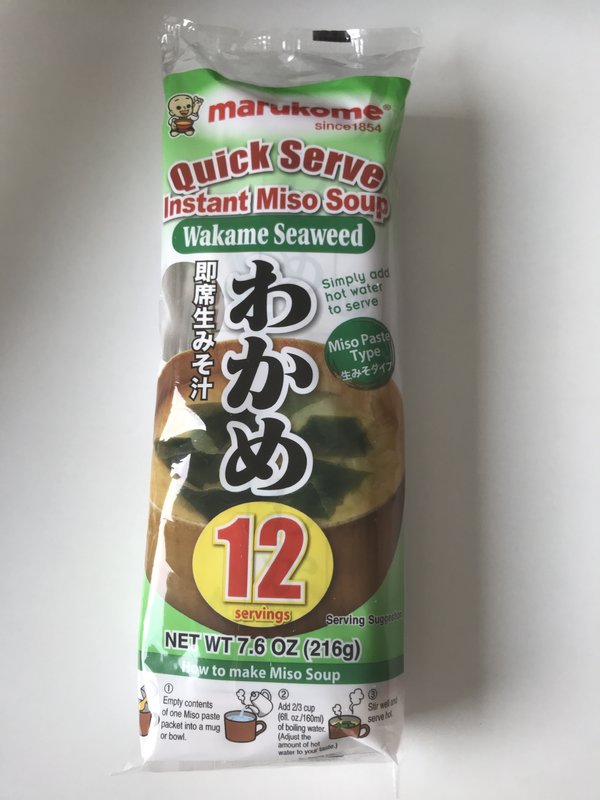 marukome®
since1854
Quick Serve
Instant Miso Soup
Wakame Seaweed
即席生みそ汁
わかめ
Simply add
hot water
to serve
Miso Paste
Type
生みそタイプ
12
servings
Serving Suggestion
NET WT 7.6 OZ (216g)
How to make Miso Soup
①
Empty contents
of one Miso paste
packet into a mug
or bowl.
②
Add 2/3 cup
(6fl. oz./160ml)
of boiling water.
(Adjust the
amount of hot
water to your taste.)
③
Stir well and
serve hot.